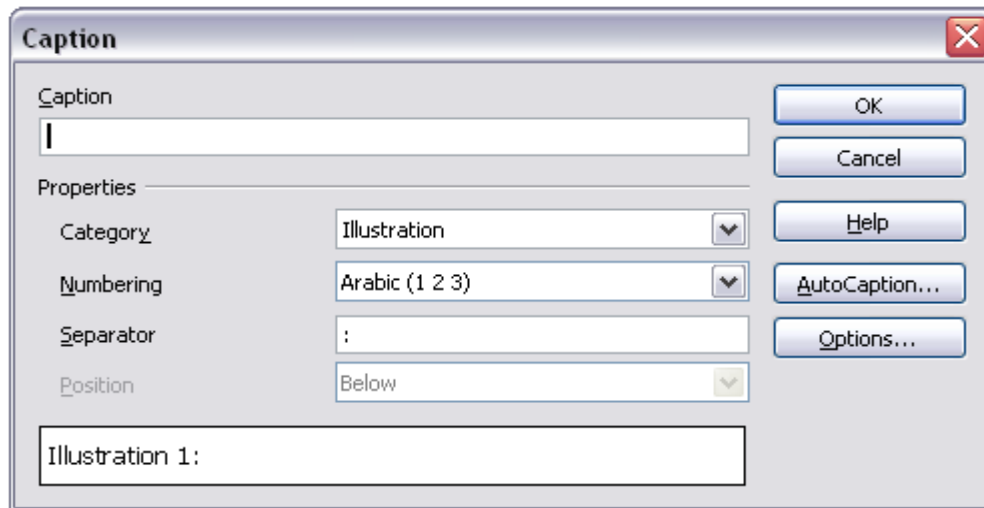 Caption
Caption
OK
Cancel
Properties
Category
Illustration
Help
Numbering
Arabic (1 2 3)
AutoCaption...
Separator
:
Options...
Position
Below
Illustration 1: